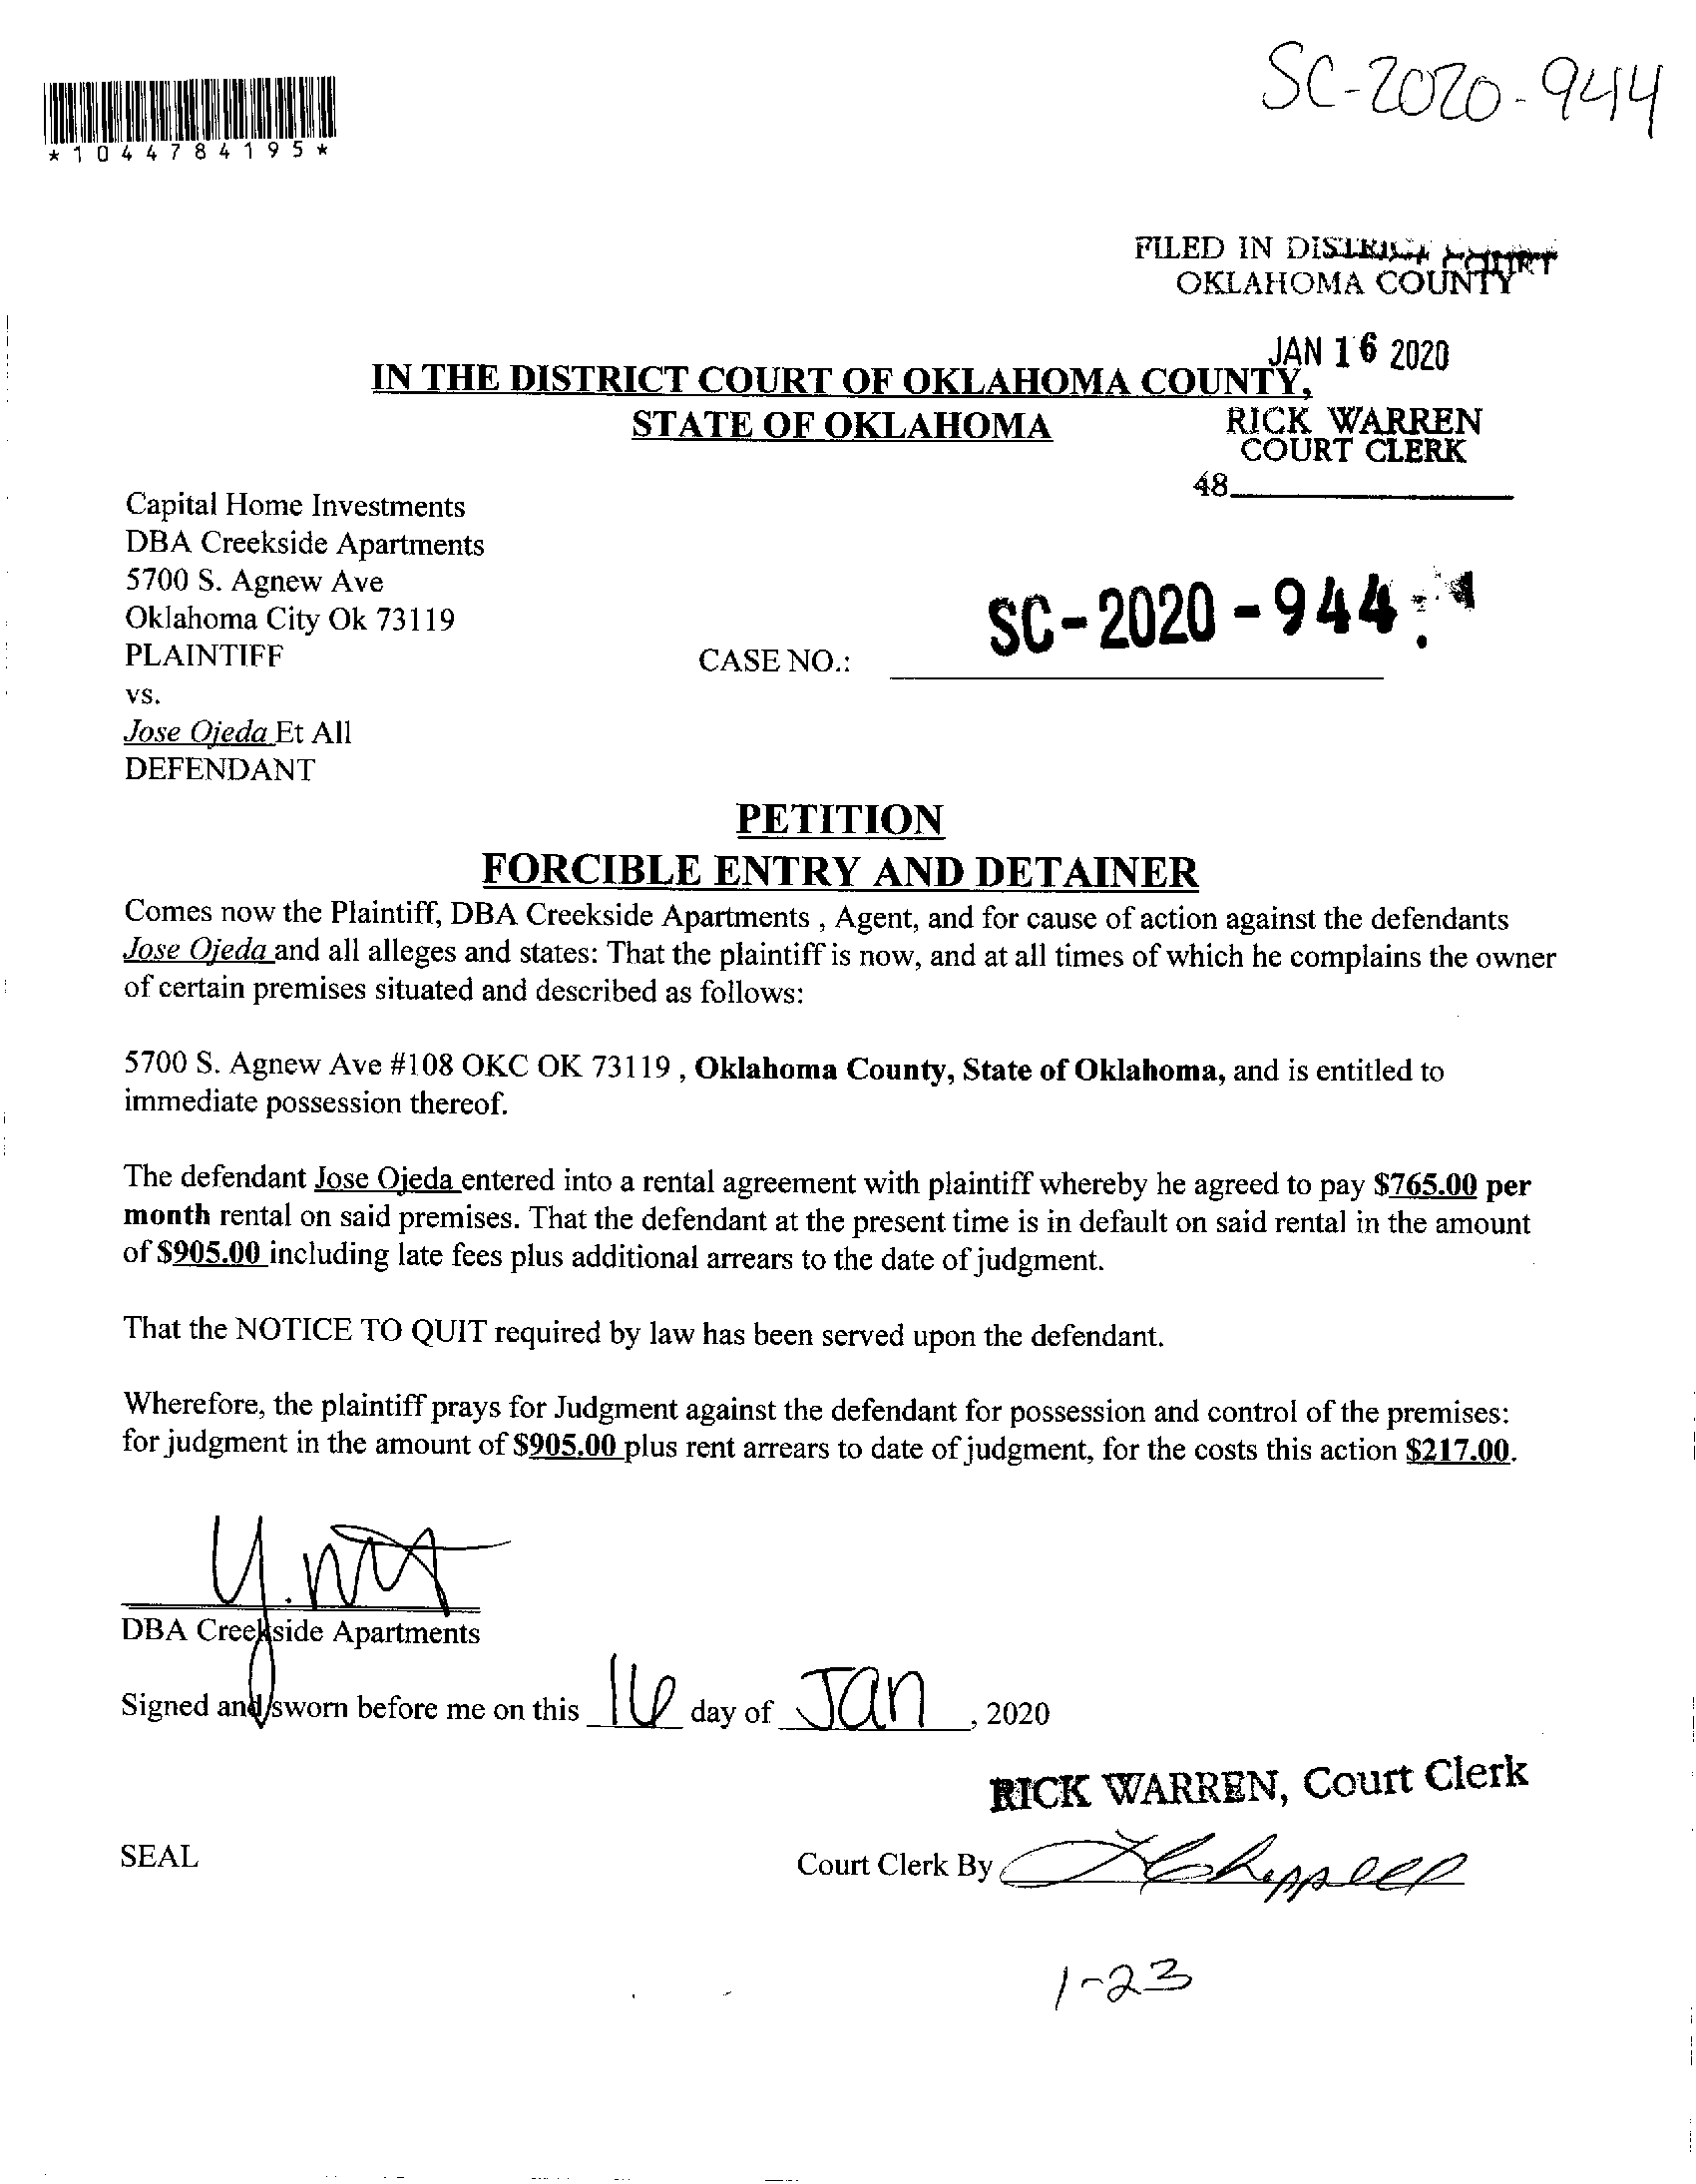 SC-2020-944
*1044784195*
FILED IN DISTRICT COURT
OKLAHOMA COUNTY
JAN 16 2020
IN THE DISTRICT COURT OF OKLAHOMA COUNTY,
STATE OF OKLAHOMA
RICK WARREN
COURT CLERK
48
Capital Home Investments
DBA Creekside Apartments
5700 S. Agnew Ave
Oklahoma City Ok 73119
PLAINTIFF
CASE NO.: SC-2020-944
vs.
Jose Ojeda Et All
DEFENDANT
PETITION
FORCIBLE ENTRY AND DETAINER
Comes now the Plaintiff, DBA Creekside Apartments , Agent, and for cause of action against the defendants
Jose Ojeda and all alleges and states: That the plaintiff is now, and at all times of which he complains the owner
of certain premises situated and described as follows:
5700 S. Agnew Ave #108 OKC OK 73119 , Oklahoma County, State of Oklahoma, and is entitled to
immediate possession thereof.
The defendant Jose Ojeda entered into a rental agreement with plaintiff whereby he agreed to pay $765.00 per
month rental on said premises. That the defendant at the present time is in default on said rental in the amount
of $905.00 including late fees plus additional arrears to the date of judgment.
That the NOTICE TO QUIT required by law has been served upon the defendant.
Wherefore, the plaintiff prays for Judgment against the defendant for possession and control of the premises:
for judgment in the amount of $905.00 plus rent arrears to date of judgment, for the costs this action $217.00.
DBA Creekside Apartments
Signed and sworn before me on this 16 day of Jan, 2020
RICK WARREN, Court Clerk
SEAL
Court Clerk By
1-23